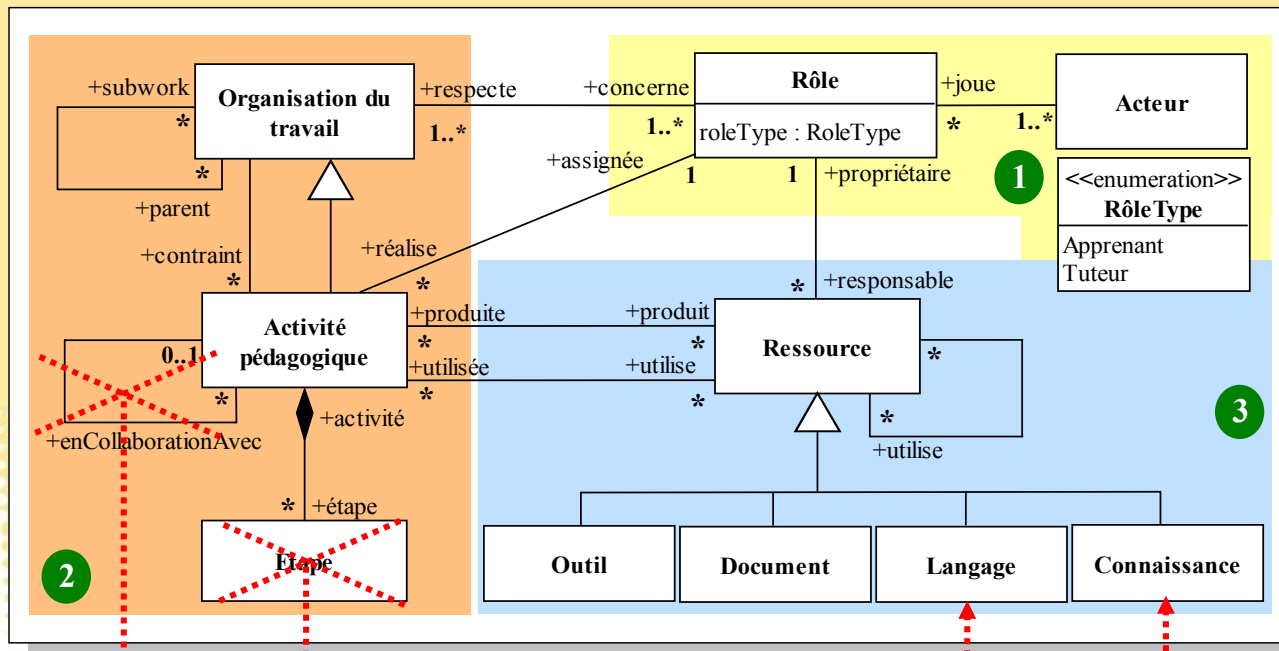 +subwork
*
Organisation du
travail
+respecte
1..*
+concerne
1..*
Rôle
roleType : RoleType
+joue
*
1..*
Acteur
*
+parent
+assignée
1
1
+propriétaire
1
<<enumeration>>
RôleType
Apprenant
Tuteur
+contraint
*
+réalise
*
*
+responsable
Activité
pédagogique
0..1
*
+enCollaborationAvec
+produite
*
+produit
*
+utilisée
*
+utilise
*
Ressource
*
*
+utilise
3
+activité
*
+étape
Etape
2
Outil
Document
Langage
Connaissance